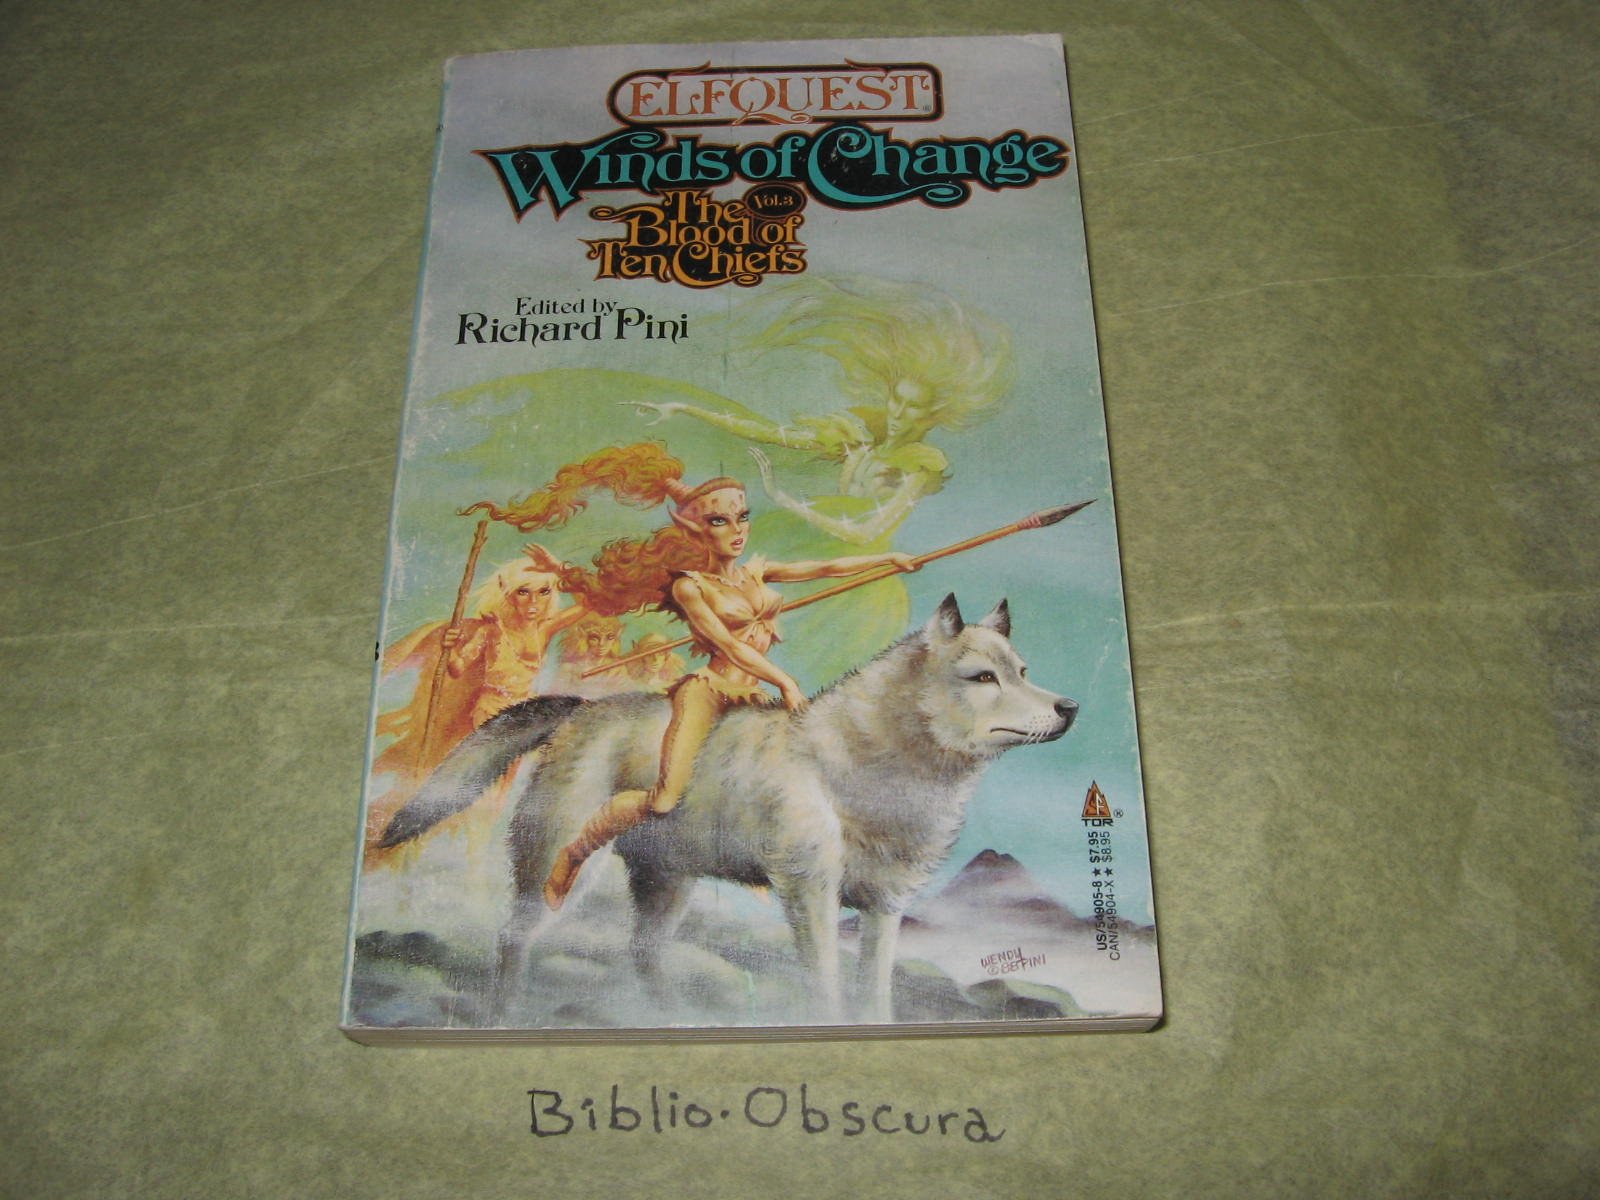 ELFQUEST®
Winds of Change
The Vol.3
Blood of
Ten Chiefs
Edited by
Richard Pini
TOR®
US/54905-8 ★ $7.95
CAN/54904-X ★ $8.95
WENDY
©88 PINI
Biblio·Obscura